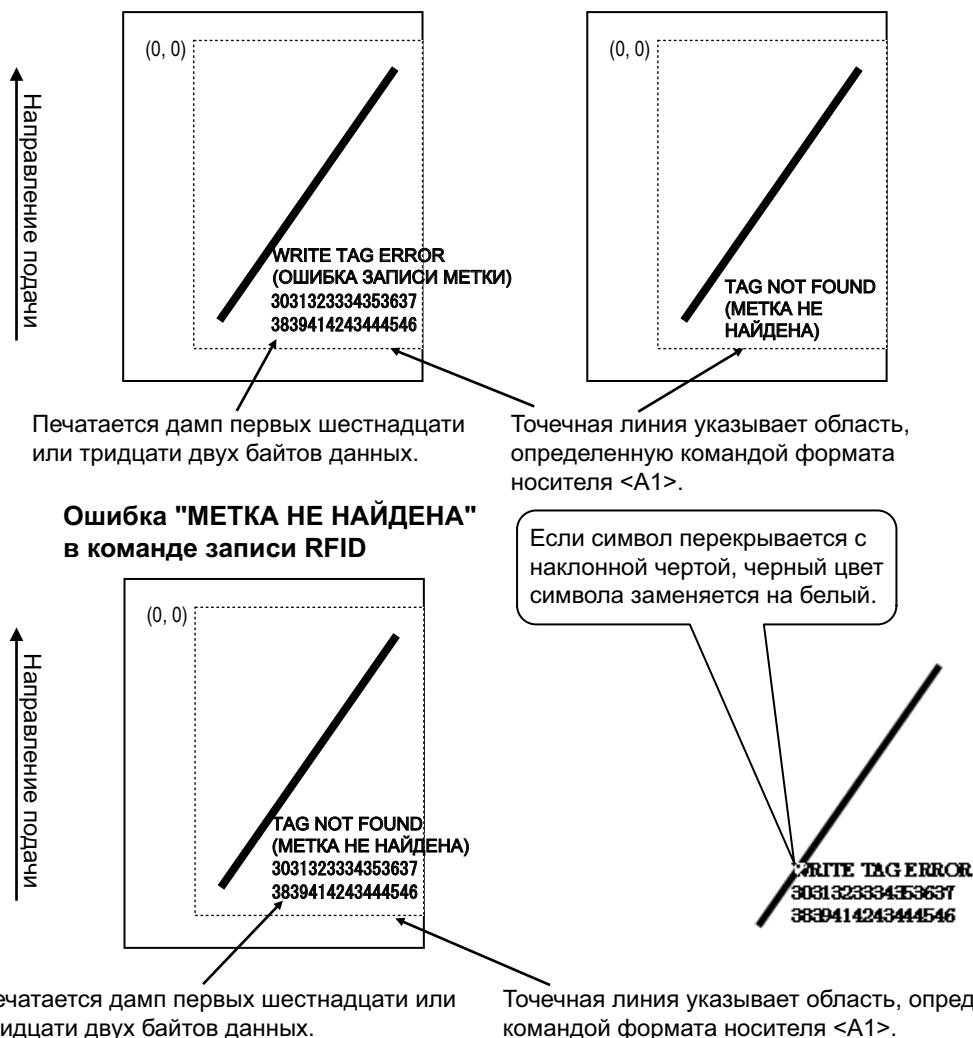 (0, 0)
Направление подачи
WRITE TAG ERROR
(ОШИБКА ЗАПИСИ МЕТКИ)
3031323334353637
3839414243444546
(0, 0)
TAG NOT FOUND
(МЕТКА НЕ
НАЙДЕНА)
Печатается дамп первых шестнадцати
или тридцати двух байтов данных.
Точечная линия указывает область,
определенную командой формата
носителя <A1>.
Ошибка "МЕТКА НЕ НАЙДЕНА"
в команде записи RFID
(0, 0)
Направление подачи
TAG NOT FOUND
(МЕТКА НЕ НАЙДЕНА)
3031323334353637
3839414243444546
Если символ перекрывается с
наклонной чертой, черный цвет
символа заменяется на белый.
WRITE TAG ERROR
3031323334353637
3839414243444546
ечатается дамп первых шестнадцати или
идцати двух байтов данных.
Точечная линия указывает область, опред
командой формата носителя <A1>.